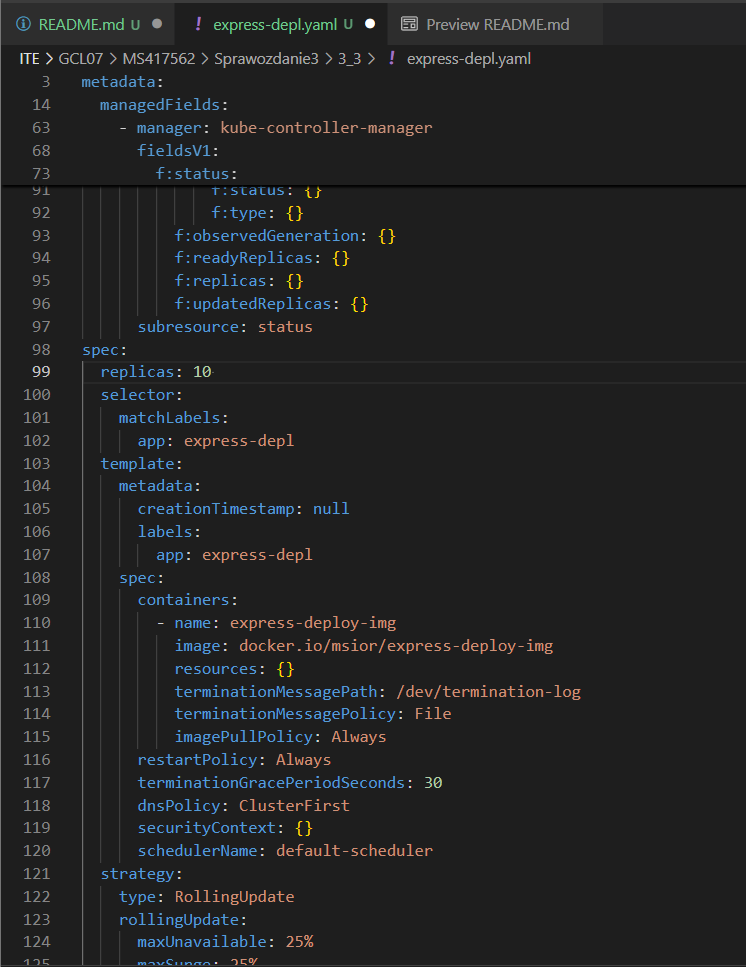 README.md U
! express-depl.yaml U
Preview README.md
ITE > GCL07 > MS417562 > Sprawozdanie3 > 3_3 > ! express-depl.yaml
3 metadata:
14 managedFields:
63 - manager: kube-controller-manager
68 fieldsV1:
73 f:status:
91 f:status: {}
92 f:type: {}
93 f:observedGeneration: {}
94 f:readyReplicas: {}
95 f:replicas: {}
96 f:updatedReplicas: {}
97 subresource: status
98 spec:
99 replicas: 10
100 selector:
101 matchLabels:
102 app: express-depl
103 template:
104 metadata:
105 creationTimestamp: null
106 labels:
107 app: express-depl
108 spec:
109 containers:
110 - name: express-deploy-img
111 image: docker.io/msior/express-deploy-img
112 resources: {}
113 terminationMessagePath: /dev/termination-log
114 terminationMessagePolicy: File
115 imagePullPolicy: Always
116 restartPolicy: Always
117 terminationGracePeriodSeconds: 30
118 dnsPolicy: ClusterFirst
119 securityContext: {}
120 schedulerName: default-scheduler
121 strategy:
122 type: RollingUpdate
123 rollingUpdate:
124 maxUnavailable: 25%
125 maxSurge: 25%